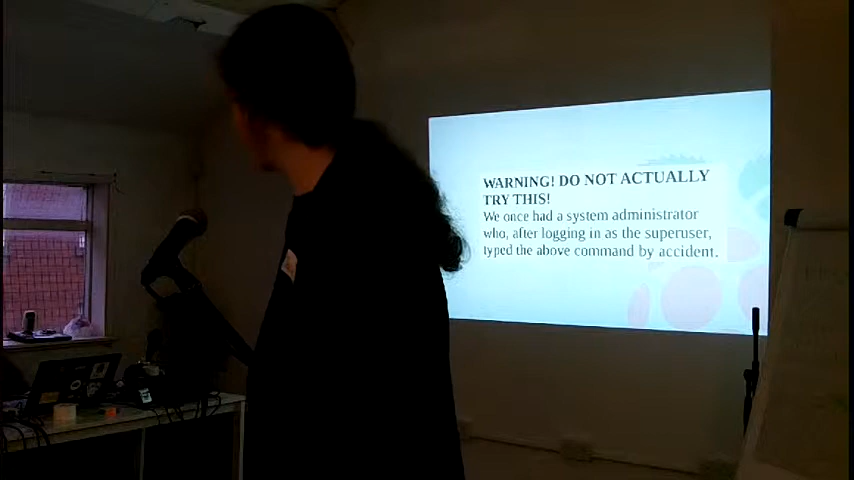 WARNING! DO NOT ACTUALLY
TRY THIS!
We once had a system administrator
who, after logging in as the superuser,
typed the above command by accident.